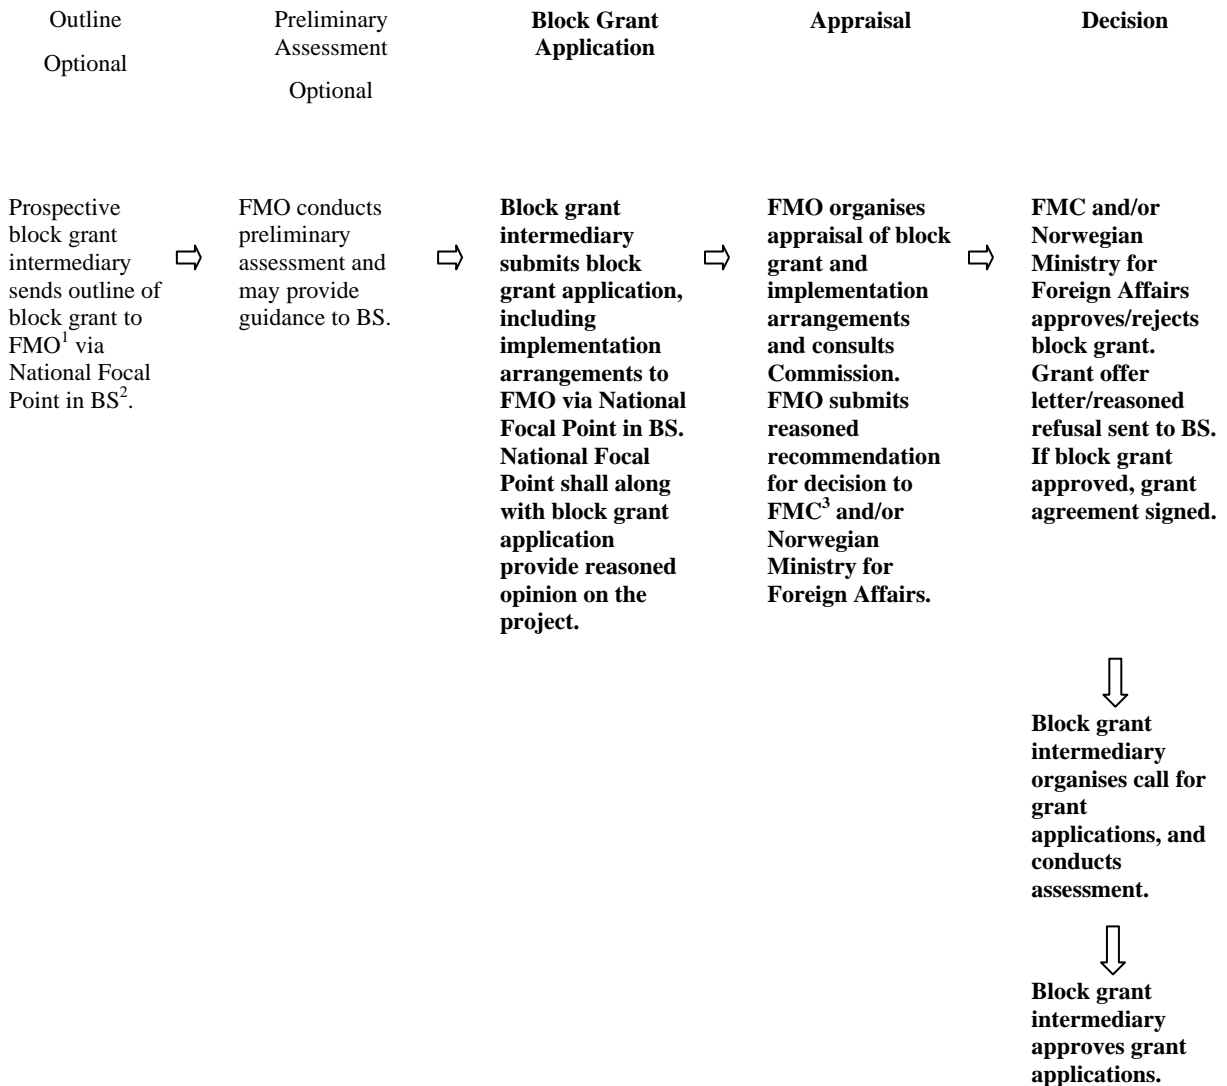 Outline
Optional
Preliminary
Assessment
Optional
Block Grant
Application
Appraisal
Decision
Prospective
block grant
intermediary
sends outline of
block grant to
FMO¹ via
National Focal
Point in BS².
FMO conducts
preliminary
assessment and
may provide
guidance to BS.
Block grant
intermediary
submits block
grant application,
including
implementation
arrangements to
FMO via National
Focal Point in BS.
National Focal
Point shall along
with block grant
application
provide reasoned
opinion on the
project.
FMO organises
appraisal of block
grant and
implementation
arrangements
and consults
Commission.
FMO submits
reasoned
recommendation
for decision to
FMC³ and/or
Norwegian
Ministry for
Foreign Affairs.
FMC and/or
Norwegian
Ministry for
Foreign Affairs
approves/rejects
block grant.
Grant offer
letter/reasoned
refusal sent to BS.
If block grant
approved, grant
agreement signed.
Block grant
intermediary
organises call for
grant
applications, and
conducts
assessment.
Block grant
intermediary
approves grant
applications.